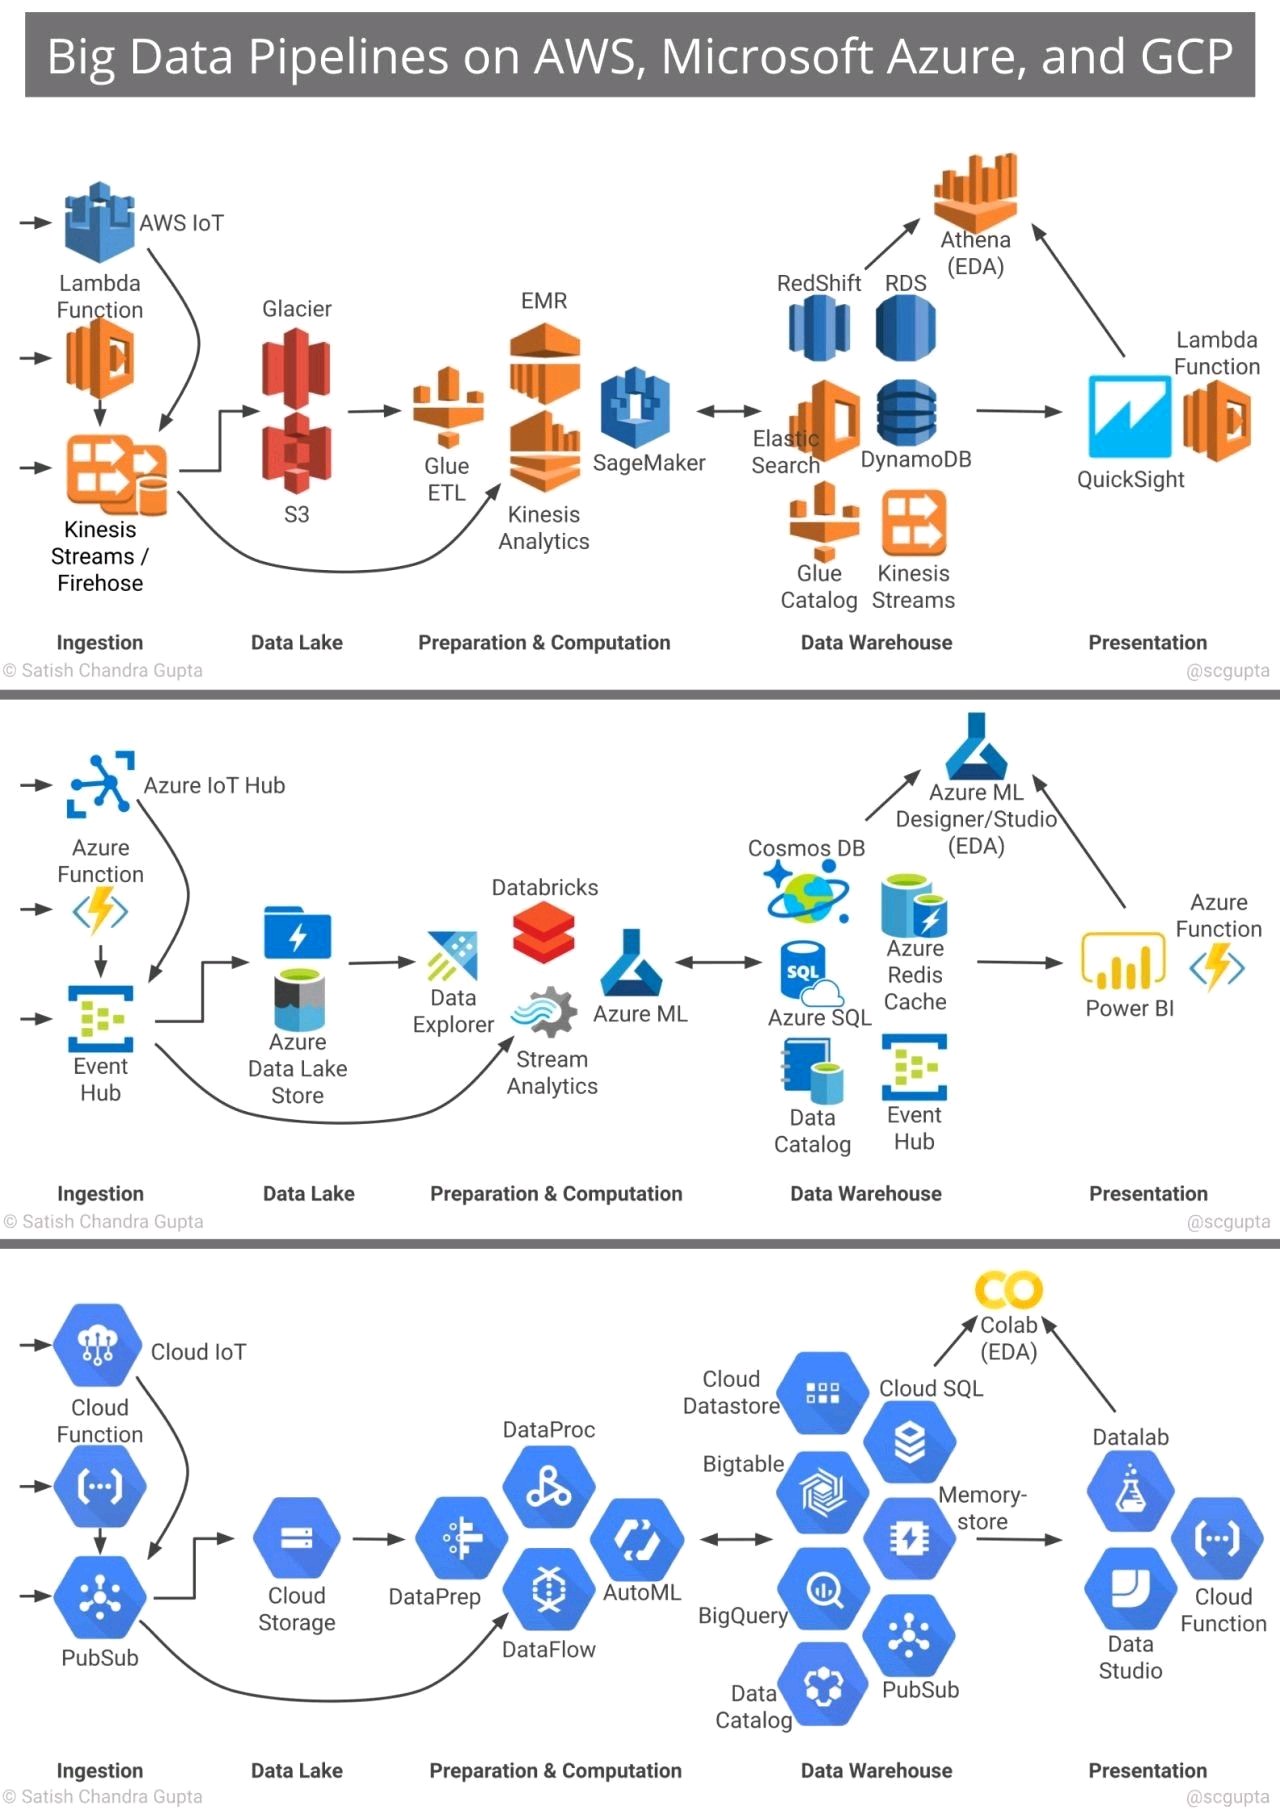 Big Data Pipelines on AWS, Microsoft Azure, and GCP
AWS IoT
Lambda
Function
Kinesis
Streams /
Firehose
Glacier
S3
Glue
ETL
EMR
Kinesis
Analytics
SageMaker
RedShift
RDS
Elastic
Search
DynamoDB
Glue
Catalog
Kinesis
Streams
Athena
(EDA)
QuickSight
Lambda
Function
Ingestion
Data Lake
Preparation & Computation
Data Warehouse
Presentation
© Satish Chandra Gupta
@scgupta
Azure IoT Hub
Azure
Function
Event
Hub
Azure
Data Lake
Store
Data
Explorer
Databricks
Stream
Analytics
Azure ML
Cosmos DB
Azure
Redis
Cache
SQL
Azure SQL
Data
Catalog
Event
Hub
Azure ML
Designer/Studio
(EDA)
Power BI
Azure
Function
Ingestion
Data Lake
Preparation & Computation
Data Warehouse
Presentation
© Satish Chandra Gupta
@scgupta
Cloud IoT
Cloud
Function
PubSub
Cloud
Storage
DataPrep
DataProc
DataFlow
AutoML
Cloud
Datastore
Cloud SQL
Bigtable
Memory-
store
BigQuery
PubSub
Data
Catalog
Colab
(EDA)
Datalab
Data
Studio
Cloud
Function
Ingestion
Data Lake
Preparation & Computation
Data Warehouse
Presentation
© Satish Chandra Gupta
@scgupta